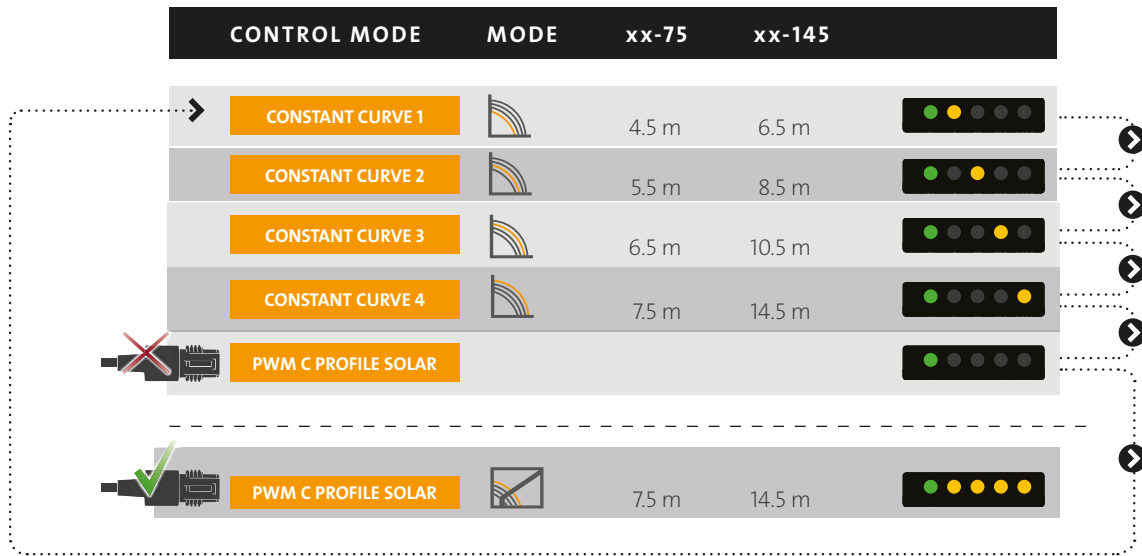 CONTROL MODE MODE xx-75 xx-145
CONSTANT CURVE 1 4.5 m 6.5 m
CONSTANT CURVE 2 5.5 m 8.5 m
CONSTANT CURVE 3 6.5 m 10.5 m
CONSTANT CURVE 4 7.5 m 14.5 m
PWM C PROFILE SOLAR
PWM C PROFILE SOLAR 7.5 m 14.5 m